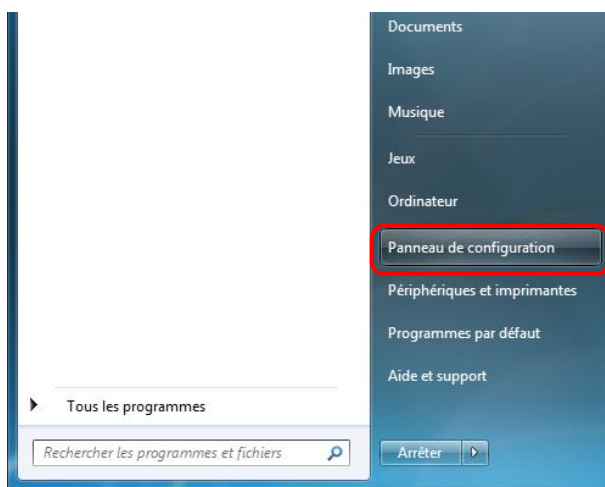 Documents
Images
Musique
Jeux
Ordinateur
Panneau de configuration
Périphériques et imprimantes
Programmes par défaut
Aide et support
Tous les programmes
Rechercher les programmes et fichiers
Arrêter